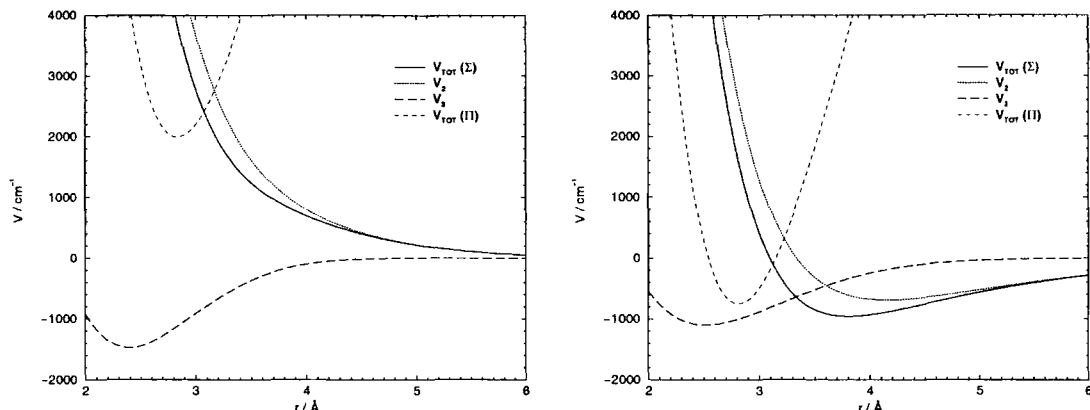 4000
3000
2000
1000
0
−1000
−2000
V / cm⁻¹
V_TOT (Σ)
V_2
V_3
V_TOT (Π)
2
3
4
5
6
r / Å
4000
3000
2000
1000
0
−1000
−2000
V / cm⁻¹
V_TOT (Σ)
V_2
V_3
V_TOT (Π)
2
3
4
5
6
r / Å